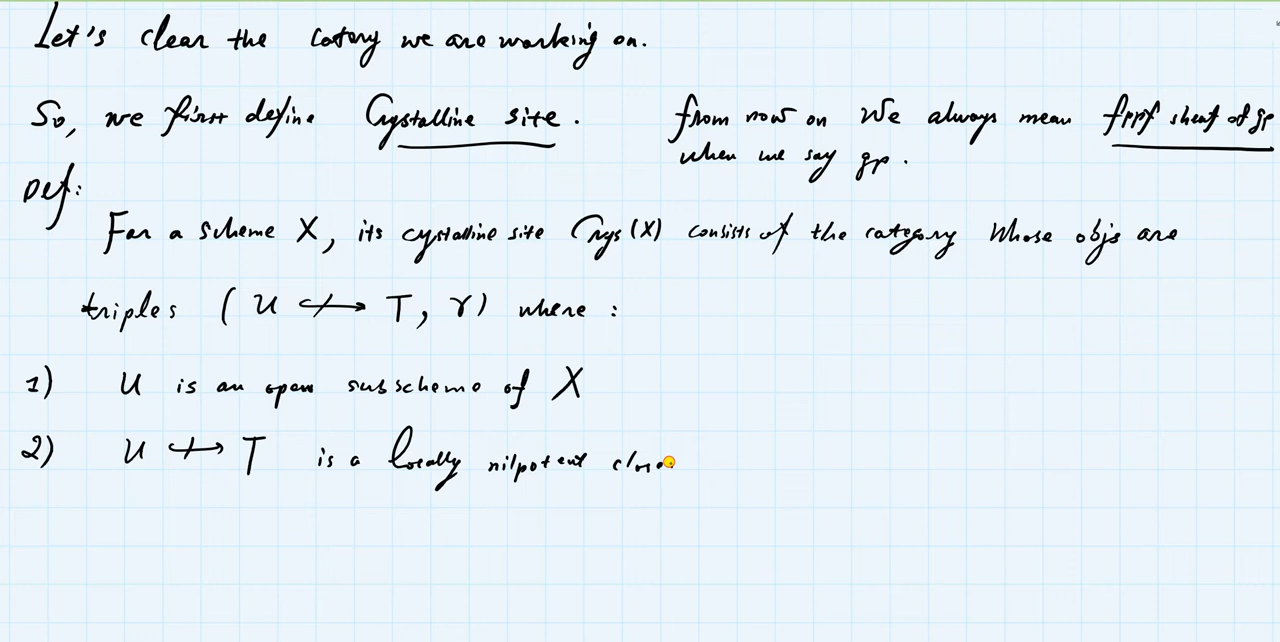 Let's clear the catory we are working on.
So, we first define Crystalline site.
from now on We always mean fppf sheaf of gp
when we say gp.
Def:
For a scheme X, its crystalline site Crys(X) consists of the category whose objs are
triples (U ↪ T, γ) where :
1) U is an open subscheme of X
2) U ↪ T is a locally nilpotent close